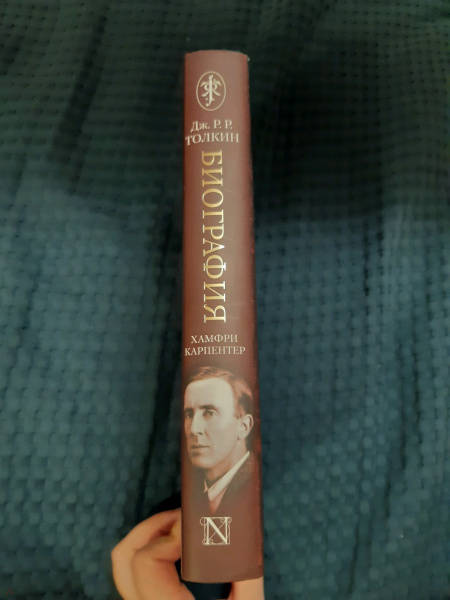 Дж. Р. Р.
ТОЛКИН
БИОГРАФИЯ
ХАМФРИ
КАРПЕНТЕР
N